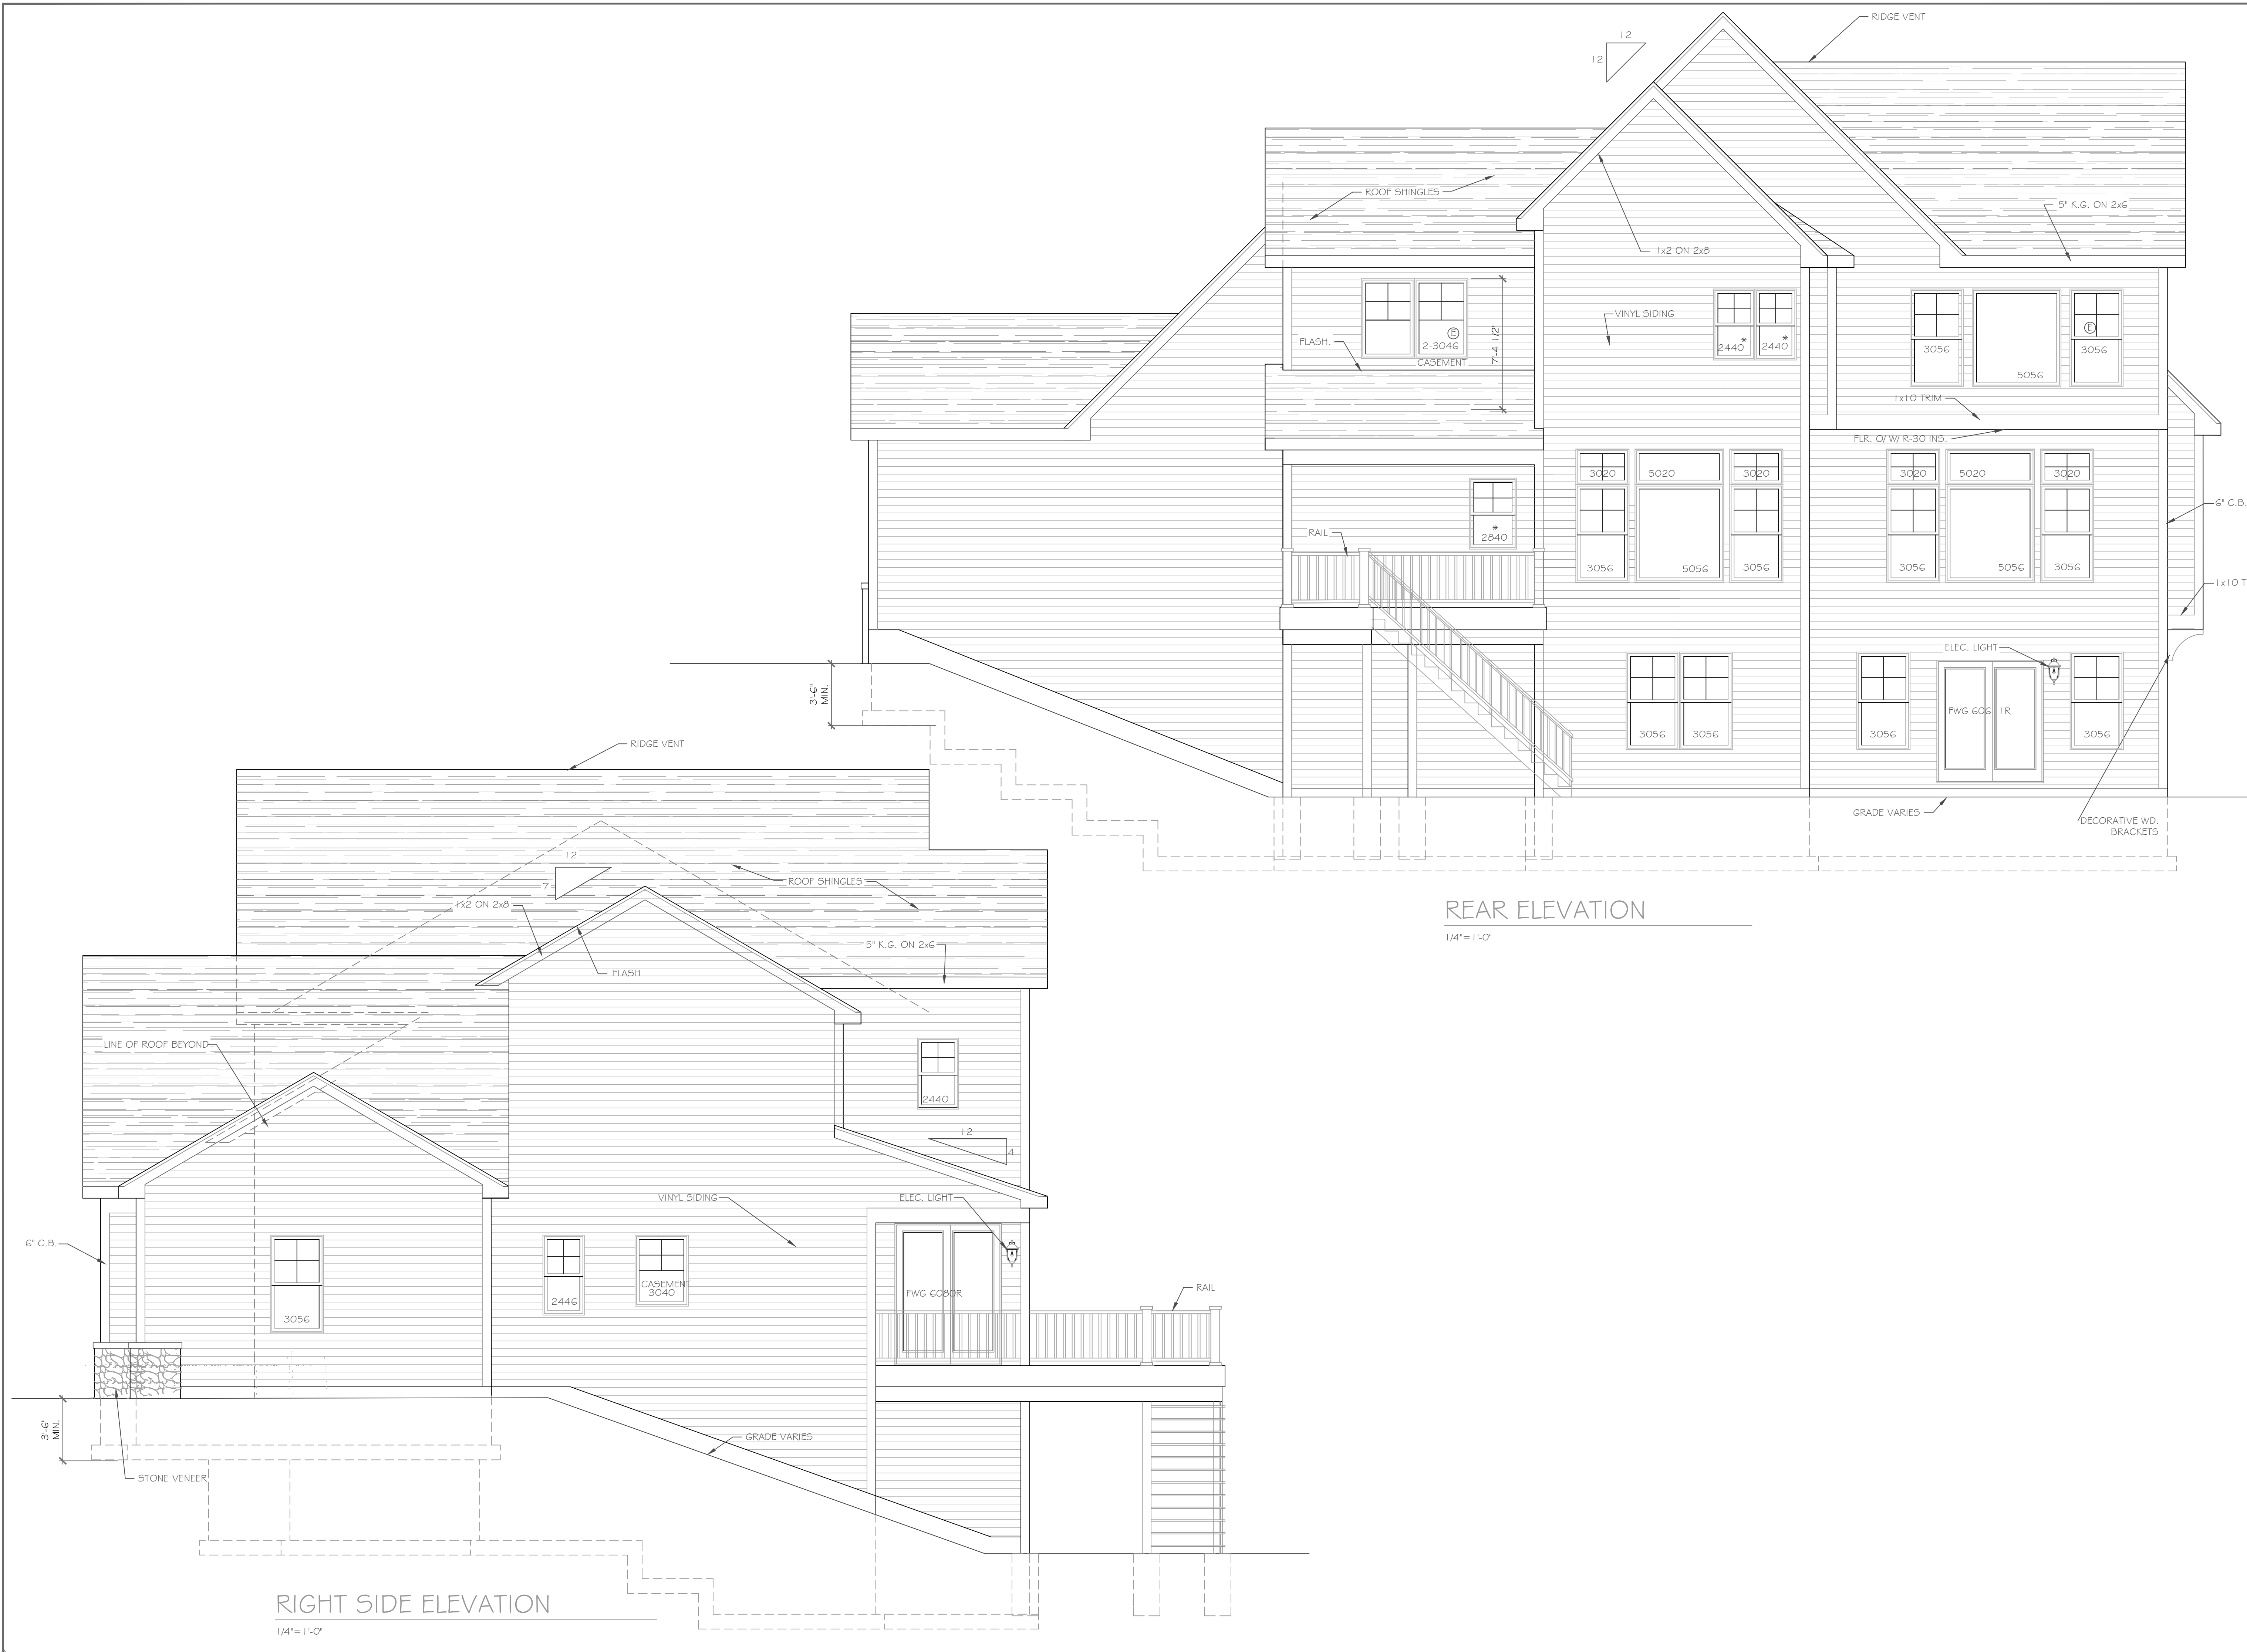 RIDGE VENT
12
12
ROOF SHINGLES
5" K.G. ON 2x6
1x2 ON 2x8
VINYL SIDING
FLASH.
2-3046
E
CASEMENT
7'-4 1/2"
2440
*
2440
*
3056
5056
3056
E
1x10 TRIM
FLR. O/ W/ R-30 INS.
3020
5020
3020
3020
5020
3020
6" C.B.
RAIL
*
2840
3056
5056
3056
3056
5056
3056
1x10 T
ELEC. LIGHT
3'-6"
MIN.
3056
3056
3056
FWG 606 1R
3056
GRADE VARIES
DECORATIVE WD.
BRACKETS
REAR ELEVATION
1/4"=1'-0"
RIDGE VENT
12
7
ROOF SHINGLES
1x2 ON 2x8
5" K.G. ON 2x6
FLASH
LINE OF ROOF BEYOND
2440
12
4
VINYL SIDING
ELEC. LIGHT
6" C.B.
CASEMENT
3040
2446
3056
FWG 6080R
RAIL
3'-6"
MIN.
GRADE VARIES
STONE VENEER
RIGHT SIDE ELEVATION
1/4"=1'-0"